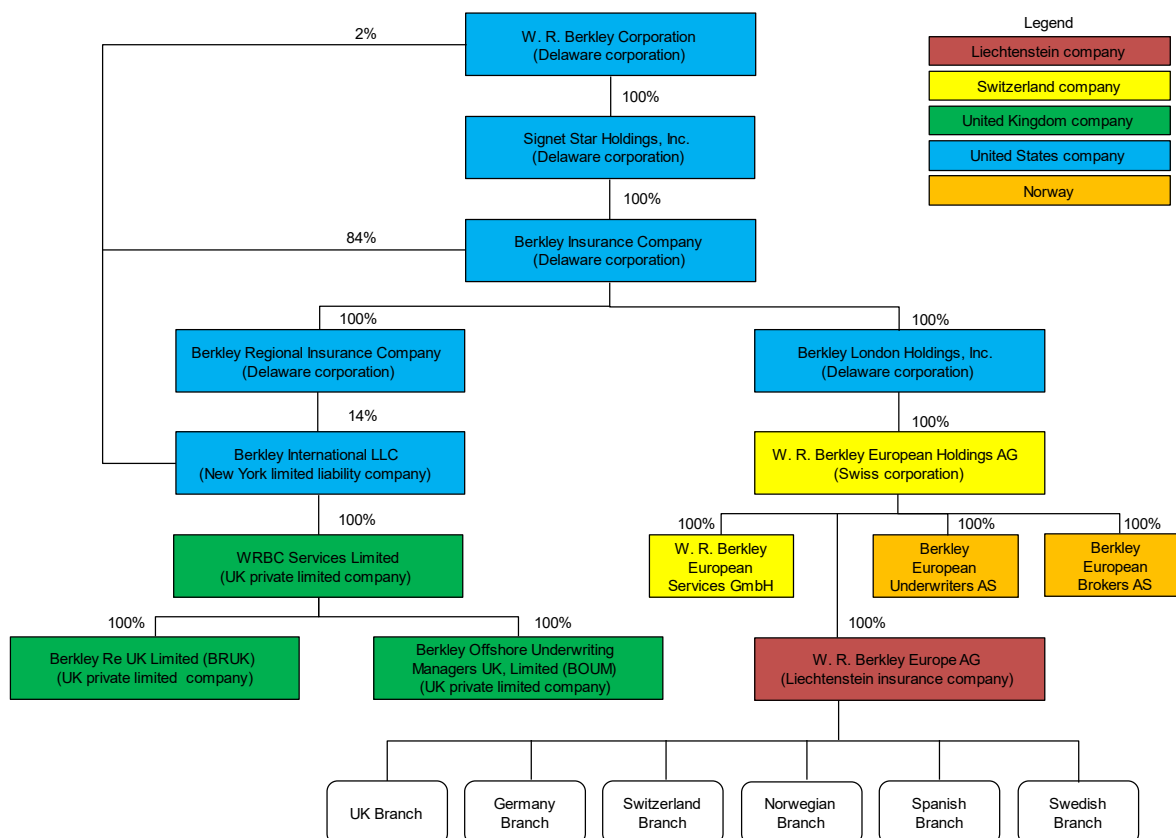 2%
W. R. Berkley Corporation
(Delaware corporation)
Legend
Liechtenstein company
Switzerland company
United Kingdom company
United States company
Norway
100%
Signet Star Holdings, Inc.
(Delaware corporation)
100%
84%
Berkley Insurance Company
(Delaware corporation)
100%
100%
Berkley Regional Insurance Company
(Delaware corporation)
Berkley London Holdings, Inc.
(Delaware corporation)
14%
100%
Berkley International LLC
(New York limited liability company)
W. R. Berkley European Holdings AG
(Swiss corporation)
100%
100%
100%
100%
WRBC Services Limited
(UK private limited company)
W. R. Berkley
European
Services GmbH
Berkley
European
Underwriters AS
Berkley
European
Brokers AS
100%
100%
100%
Berkley Re UK Limited (BRUK)
(UK private limited company)
Berkley Offshore Underwriting
Managers UK, Limited (BOUM)
(UK private limited company)
W. R. Berkley Europe AG
(Liechtenstein insurance company)
UK Branch
Germany
Branch
Switzerland
Branch
Norwegian
Branch
Spanish
Branch
Swedish
Branch